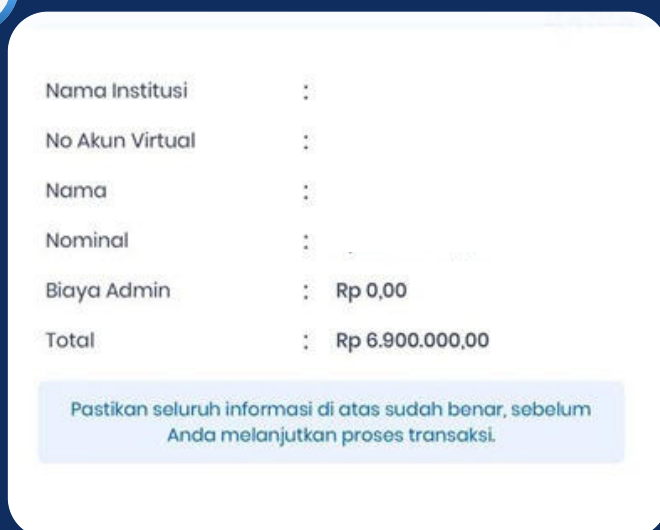 Nama Institusi :
No Akun Virtual :
Nama :
Nominal :
Biaya Admin : Rp 0,00
Total : Rp 6.900.000,00
Pastikan seluruh informasi di atas sudah benar, sebelum
Anda melanjutkan proses transaksi.